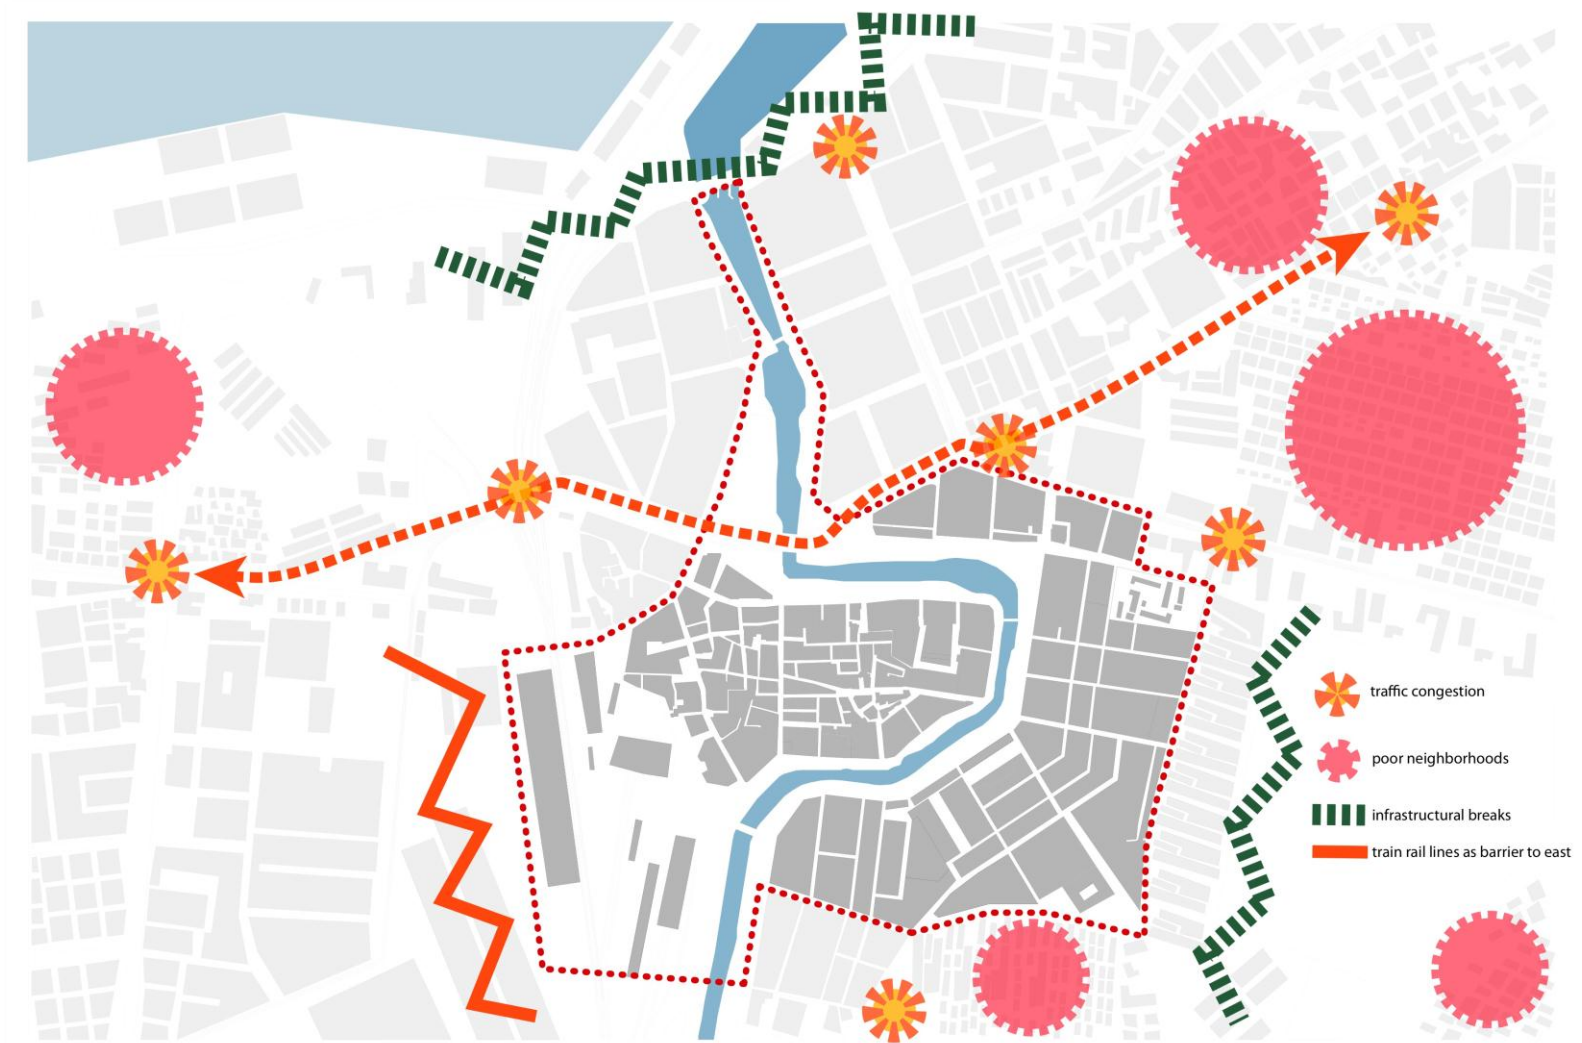 traffic congestion
poor neighborhoods
infrastructural breaks
train rail lines as barrier to east